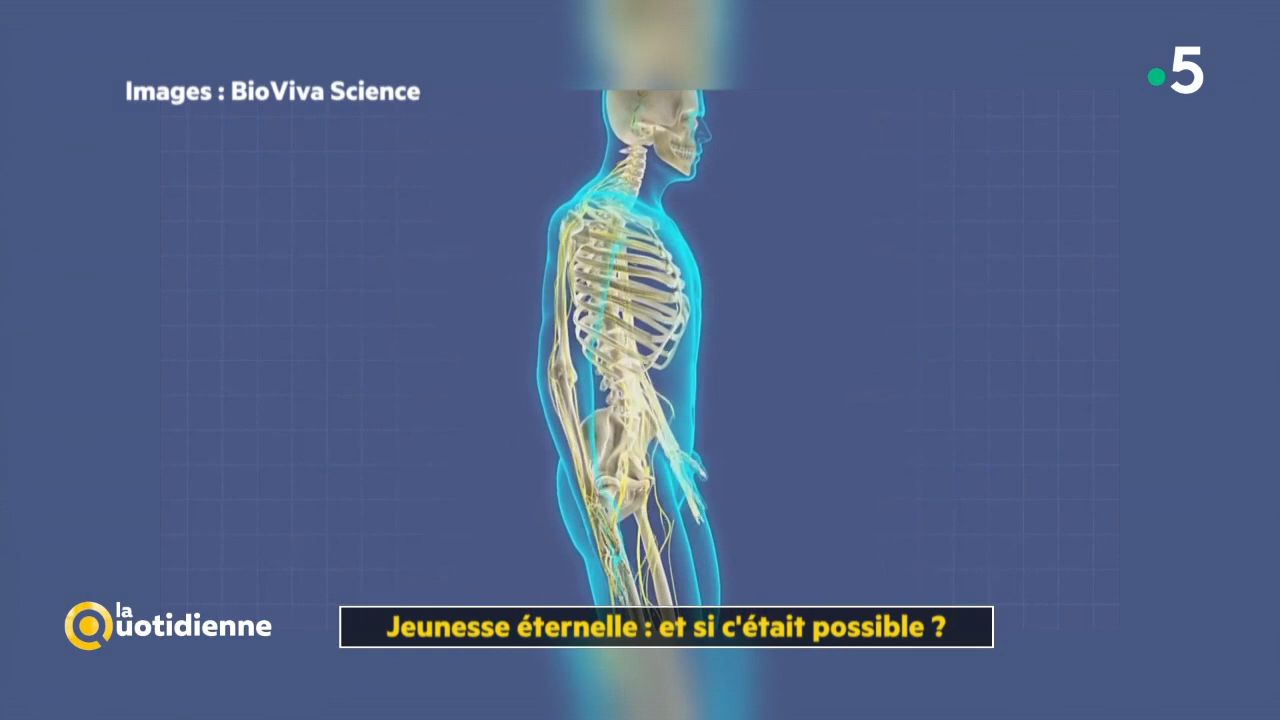 Images : BioViva Science
5
la
Quotidienne
Jeunesse éternelle : et si c'était possible ?